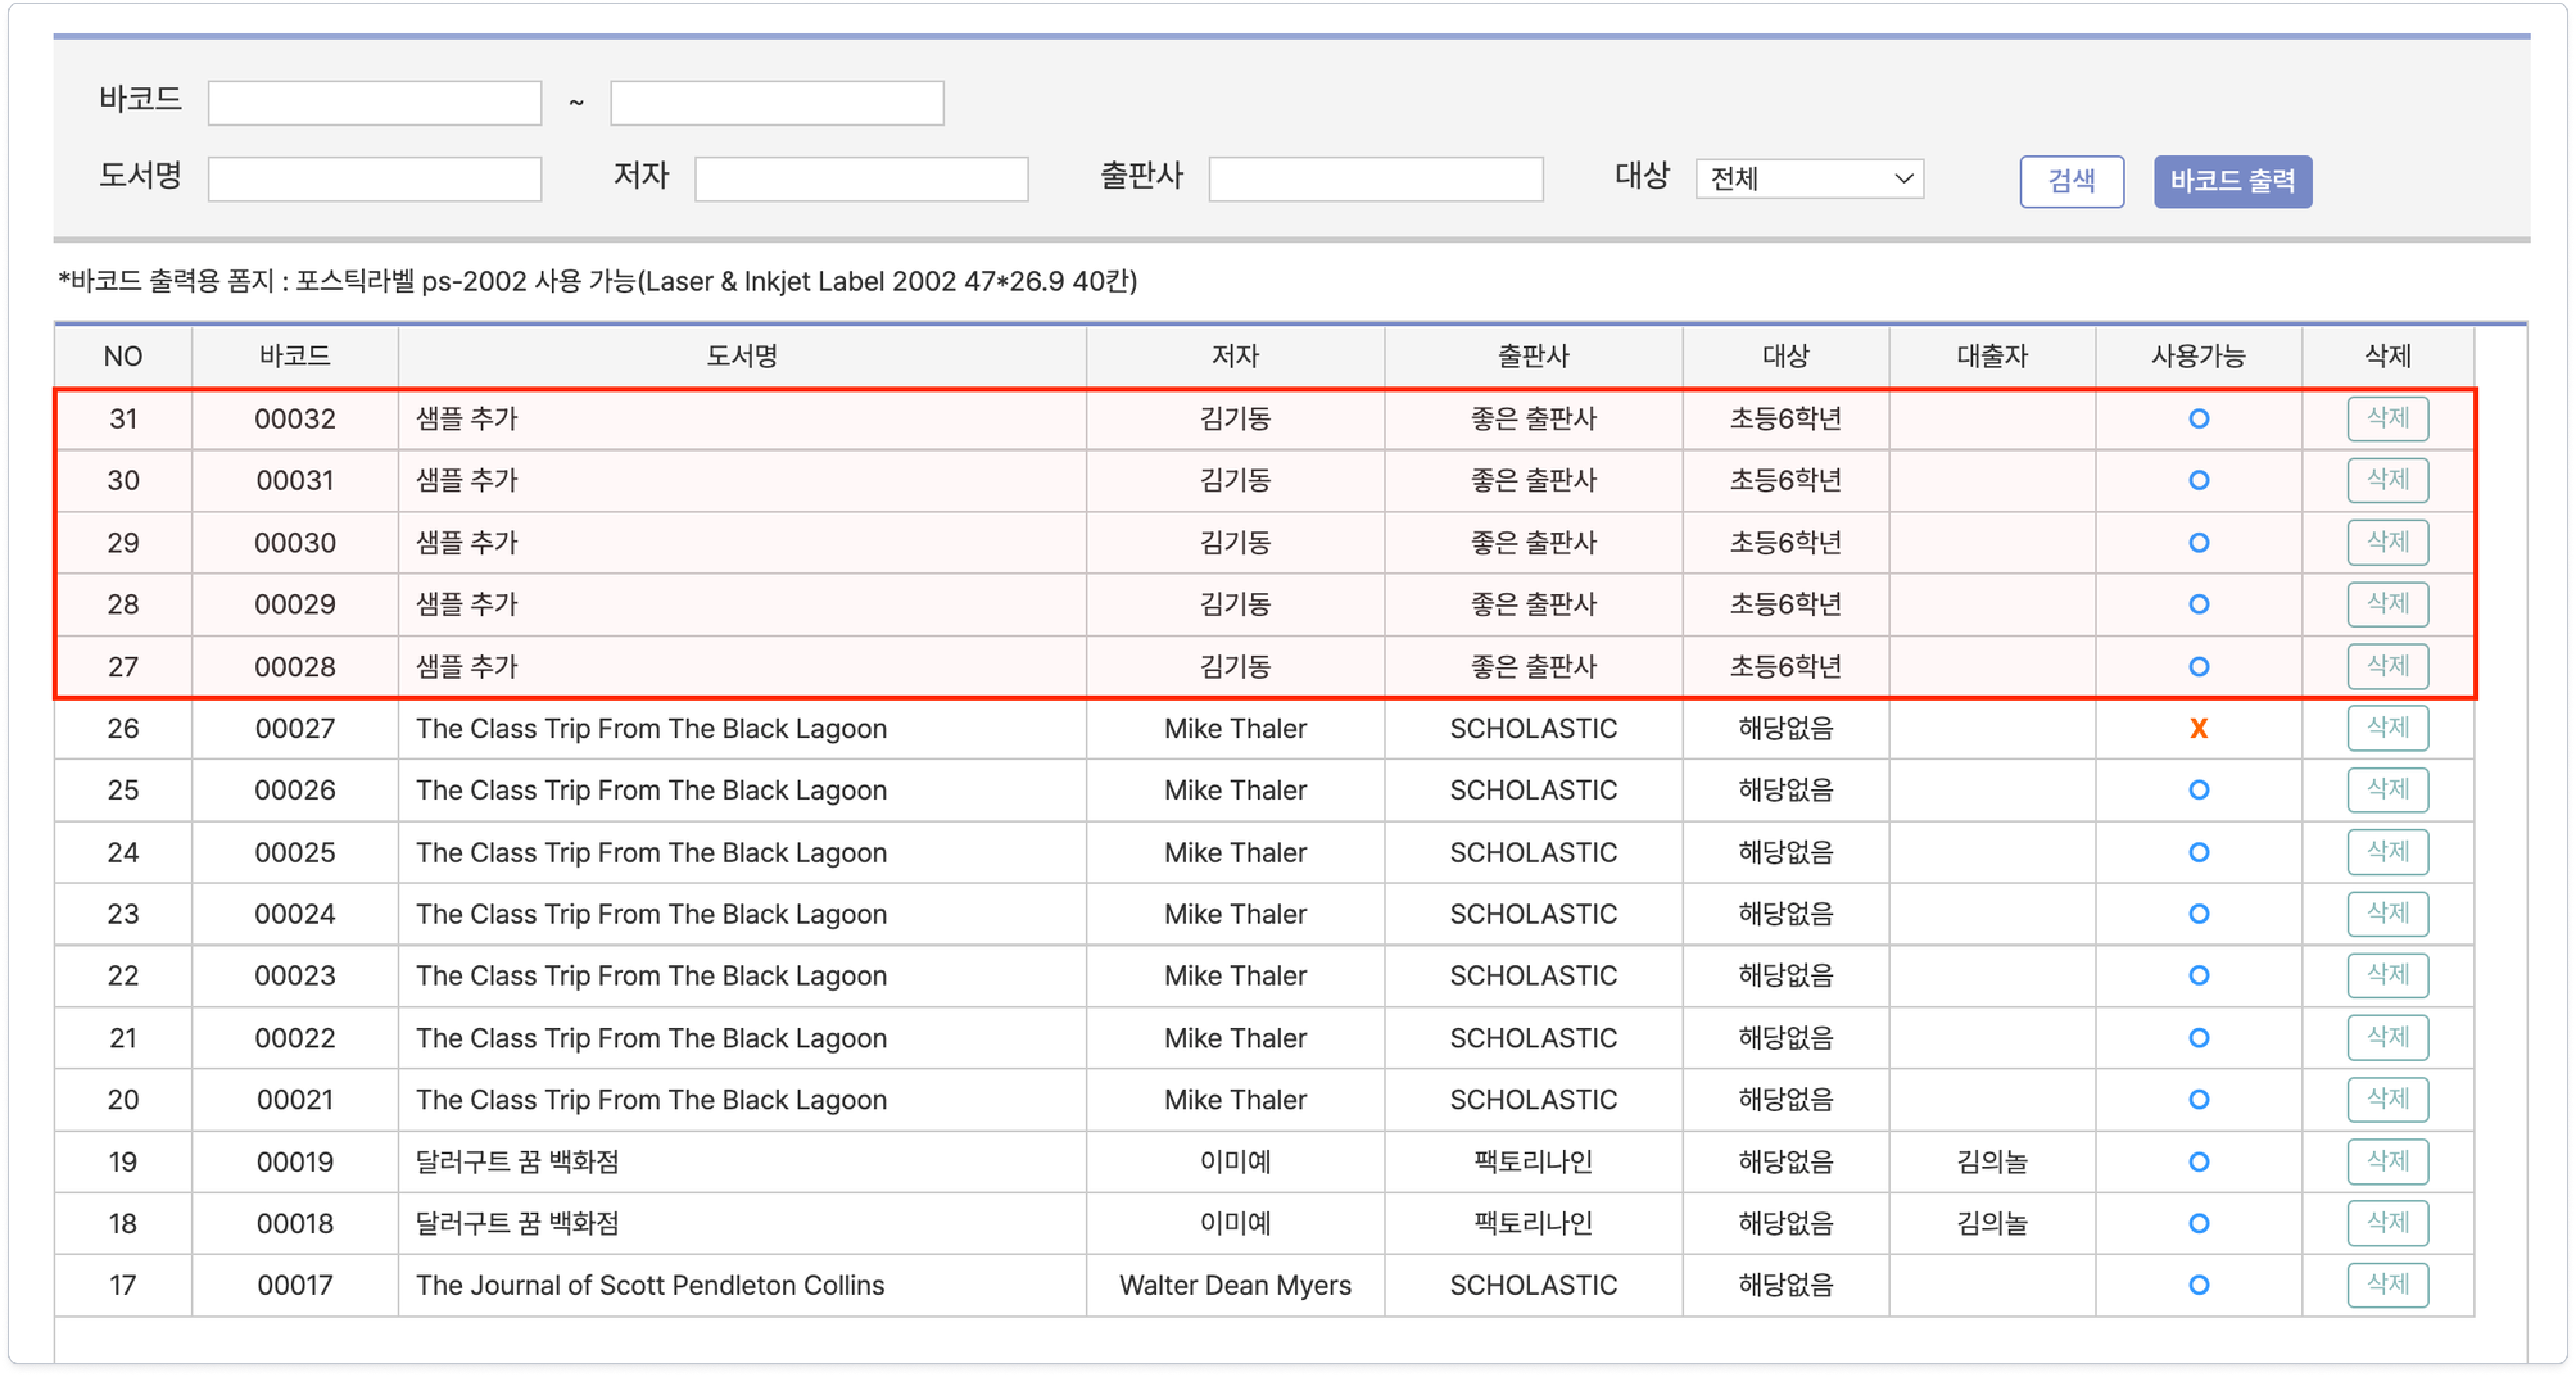 바코드 ~
도서명 저자 출판사 대상 전체 검색 바코드 출력
*바코드 출력용 폼지 : 포스틱라벨 ps-2002 사용 가능(Laser & Inkjet Label 2002 47*26.9 40칸)
NO 바코드 도서명 저자 출판사 대상 대출자 사용가능 삭제
31 00032 샘플 추가 김기동 좋은 출판사 초등6학년 O 삭제
30 00031 샘플 추가 김기동 좋은 출판사 초등6학년 O 삭제
29 00030 샘플 추가 김기동 좋은 출판사 초등6학년 O 삭제
28 00029 샘플 추가 김기동 좋은 출판사 초등6학년 O 삭제
27 00028 샘플 추가 김기동 좋은 출판사 초등6학년 O 삭제
26 00027 The Class Trip From The Black Lagoon Mike Thaler SCHOLASTIC 해당없음 X 삭제
25 00026 The Class Trip From The Black Lagoon Mike Thaler SCHOLASTIC 해당없음 O 삭제
24 00025 The Class Trip From The Black Lagoon Mike Thaler SCHOLASTIC 해당없음 O 삭제
23 00024 The Class Trip From The Black Lagoon Mike Thaler SCHOLASTIC 해당없음 O 삭제
22 00023 The Class Trip From The Black Lagoon Mike Thaler SCHOLASTIC 해당없음 O 삭제
21 00022 The Class Trip From The Black Lagoon Mike Thaler SCHOLASTIC 해당없음 O 삭제
20 00021 The Class Trip From The Black Lagoon Mike Thaler SCHOLASTIC 해당없음 O 삭제
19 00019 달러구트 꿈 백화점 이미예 팩토리나인 해당없음 김의놀 O 삭제
18 00018 달러구트 꿈 백화점 이미예 팩토리나인 해당없음 김의놀 O 삭제
17 00017 The Journal of Scott Pendleton Collins Walter Dean Myers SCHOLASTIC 해당없음 O 삭제